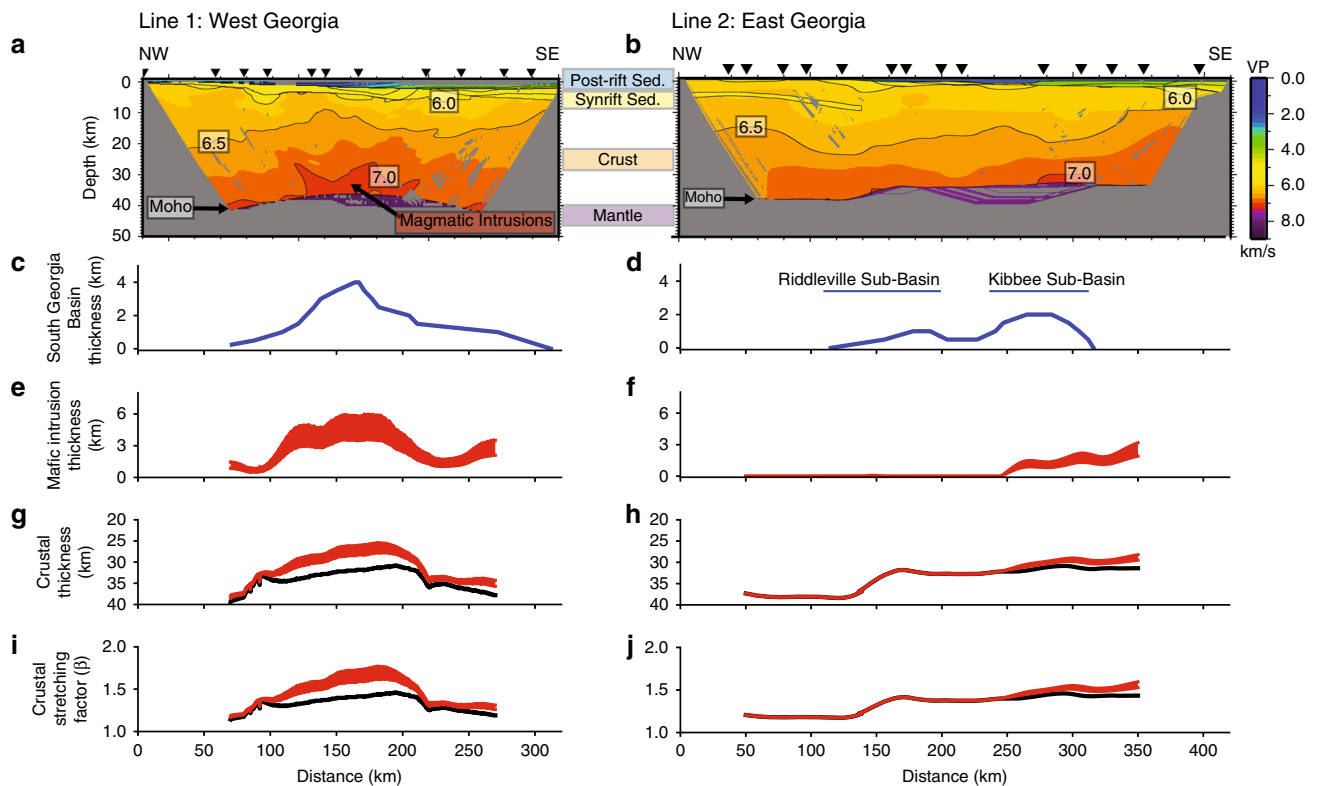 Line 1: West Georgia
Line 2: East Georgia
a
NW
SE
b
NW
SE
VP
Depth (km)
0
10
20
30
40
50
6.0
6.5
7.0
Moho
Magmatic Intrusions
Post-rift Sed.
Synrift Sed.
Crust
Mantle
6.0
6.5
7.0
Moho
0.0
2.0
4.0
6.0
8.0
km/s
c
South Georgia
Basin
thickness (km)
4
2
0
d
Riddleville Sub-Basin
Kibbee Sub-Basin
4
2
0
e
Mafic intrusion
thickness
(km)
6
3
0
f
6
3
0
g
Crustal
thickness
(km)
20
25
30
35
40
h
20
25
30
35
40
i
Crustal
stretching
factor (β)
2.0
1.5
1.0
0 50 100 150 200 250 300
Distance (km)
j
2.0
1.5
1.0
0 50 100 150 200 250 300 350 400
Distance (km)